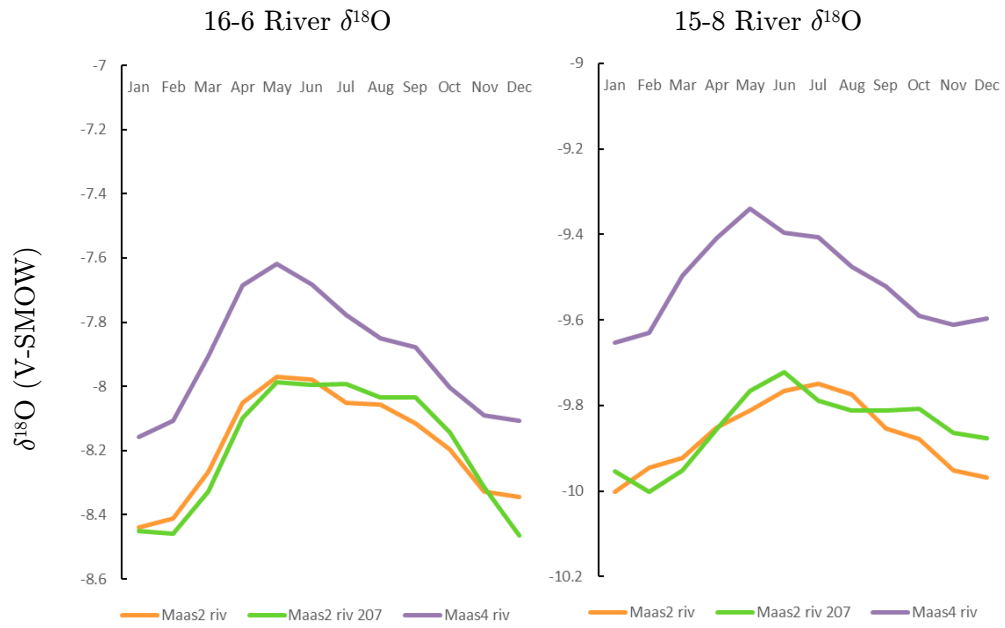 16-6 River δ¹⁸O
-7
Jan Feb Mar Apr May Jun Jul Aug Sep Oct Nov Dec
-7.2
-7.4
-7.6
-7.8
-8
-8.2
-8.4
-8.6
δ¹⁸O (V-SMOW)
Maas2 riv Maas2 riv 207 Maas4 riv
15-8 River δ¹⁸O
-9
Jan Feb Mar Apr May Jun Jul Aug Sep Oct Nov Dec
-9.2
-9.4
-9.6
-9.8
-10
-10.2
Maas2 riv Maas2 riv 207 Maas4 riv